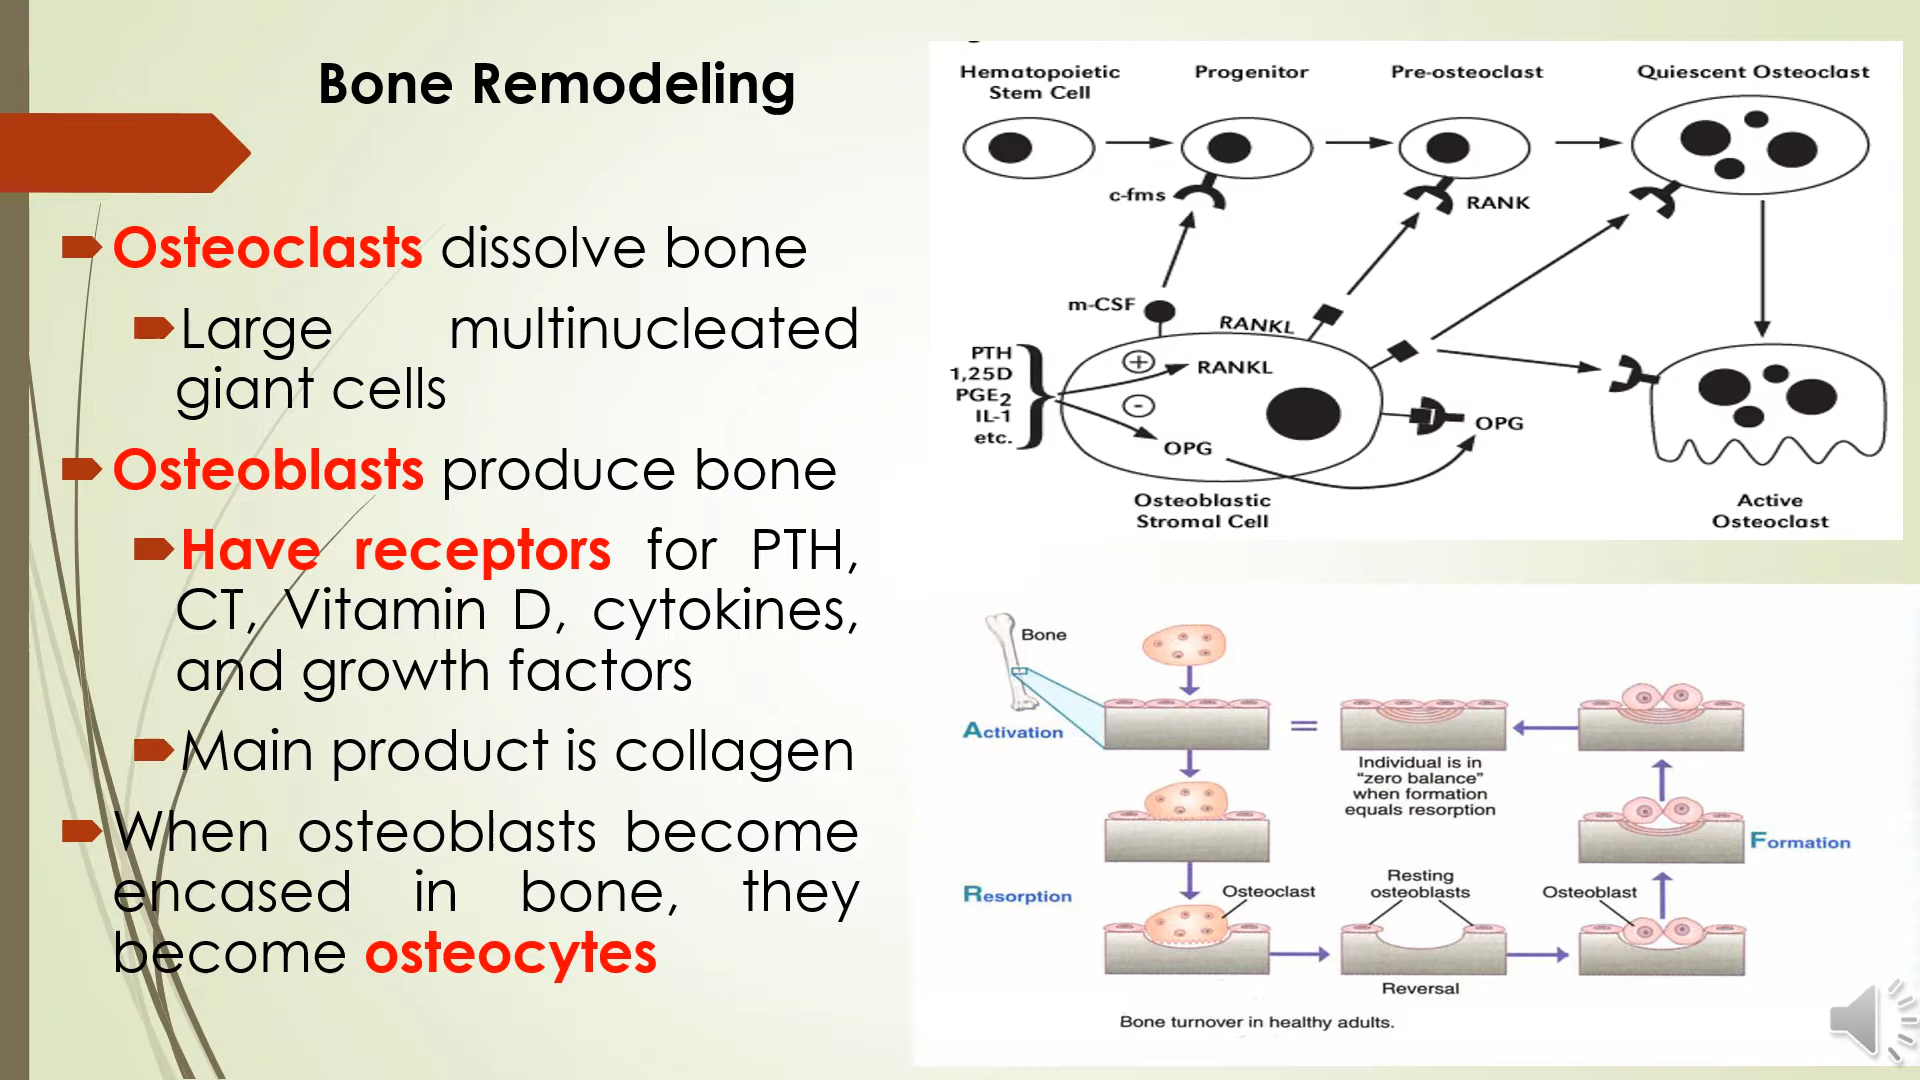 Bone Remodeling
Osteoclasts dissolve bone
Large multinucleated
giant cells
Osteoblasts produce bone
Have receptors for PTH,
CT, Vitamin D, cytokines,
and growth factors
Main product is collagen
When osteoblasts become
encased in bone, they
become osteocytes
Hematopoietic
Stem Cell
Progenitor
Pre-osteoclast
Quiescent Osteoclast
c-fms
RANK
m-CSF
RANKL
PTH
1,25D
PGE2
IL-1
etc.
+
RANKL
-
OPG
OPG
Osteoblastic
Stromal Cell
Active
Osteoclast
Bone
Activation
=
Individual is in
"zero balance"
when formation
equals resorption
Formation
Resorption
Osteoclast
Resting
osteoblasts
Osteoblast
Reversal
Bone turnover in healthy adults.